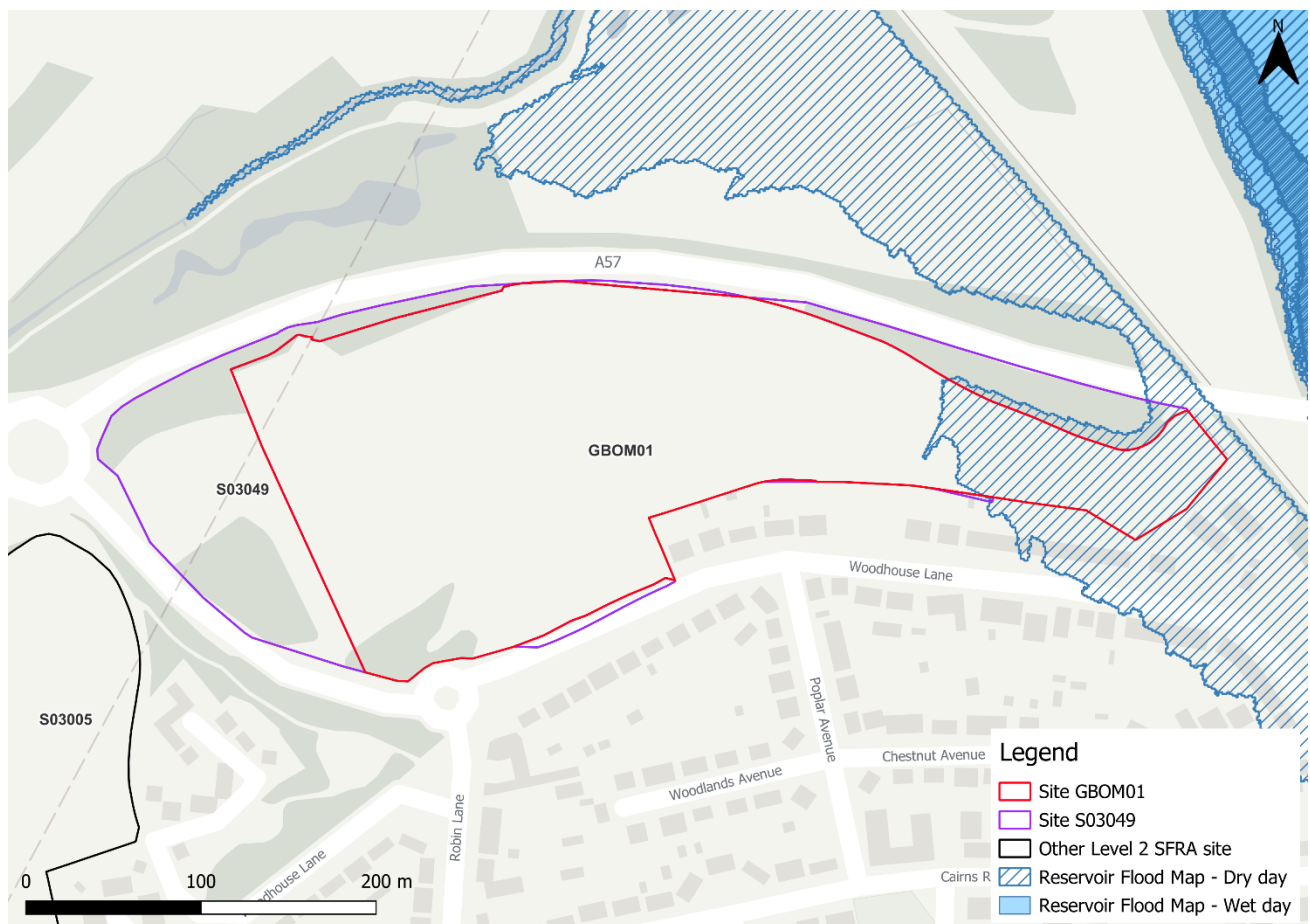 N
A57
GBOM01
S03049
Woodhouse Lane
S03005
Poplar Avenue
Chestnut Avenue
Woodlands Avenue
Robin Lane
Cairns R
dhouse Lane
0 100 200 m
Legend
Site GBOM01
Site S03049
Other Level 2 SFRA site
Reservoir Flood Map - Dry day
Reservoir Flood Map - Wet day